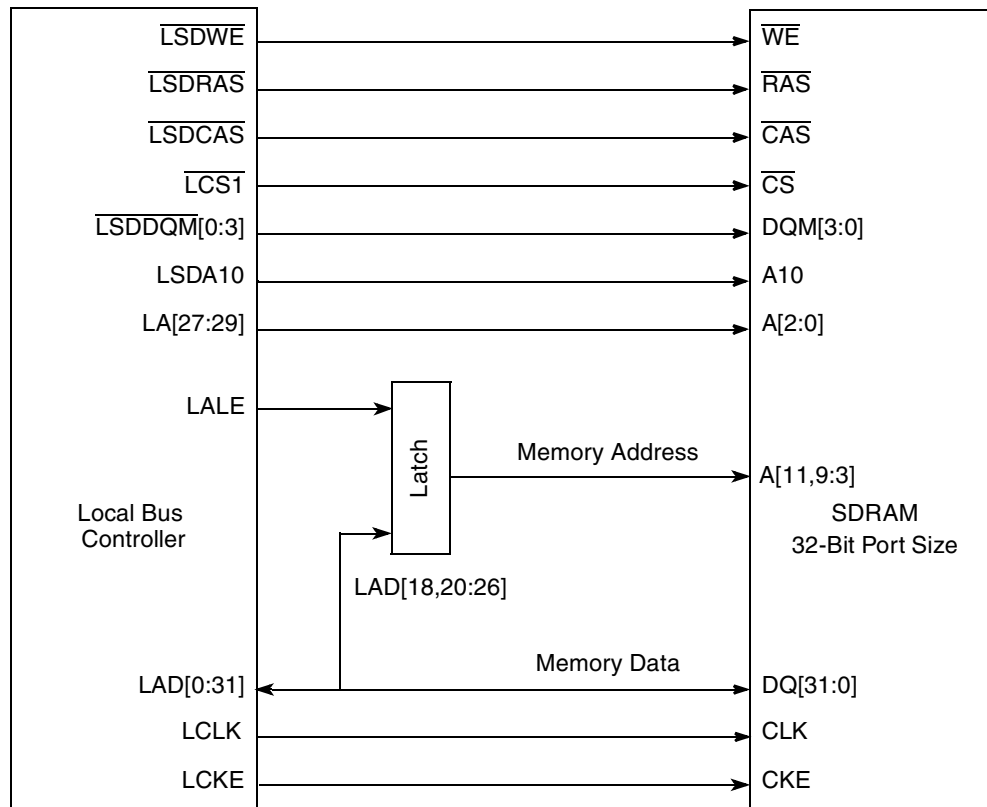 LSDWE WE
LSDRAS RAS
LSDCAS CAS
LCS1 CS
LSDDQM[0:3] DQM[3:0]
LSDA10 A10
LA[27:29] A[2:0]
LALE
Latch
Memory Address
A[11,9:3]
Local Bus
Controller
SDRAM
32-Bit Port Size
LAD[18,20:26]
Memory Data
LAD[0:31] DQ[31:0]
LCLK CLK
LCKE CKE